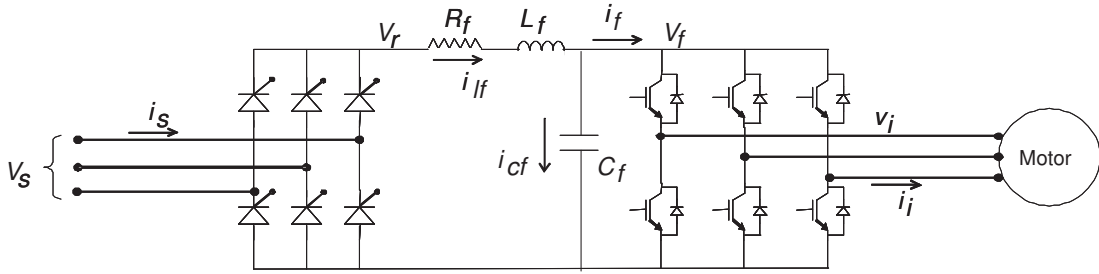 V_r
R_f
L_f
i_f
V_f
i_lf
i_s
V_s
i_cf
C_f
v_i
Motor
i_i